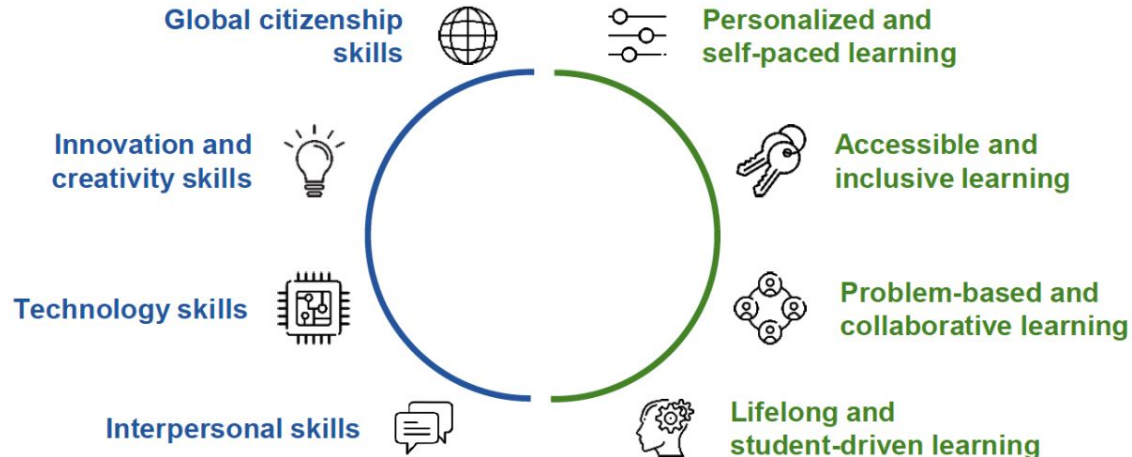 Global citizenship
skills
Personalized and
self-paced learning
Innovation and
creativity skills
Accessible and
inclusive learning
Technology skills
Problem-based and
collaborative learning
Interpersonal skills
Lifelong and
student-driven learning